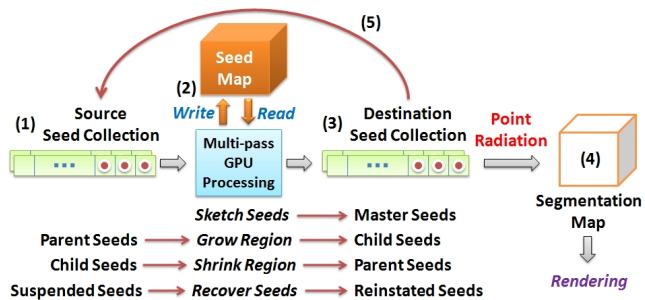 (5)
Seed
Map
(2)
Write
Read
(1)
Source
Seed Collection
Multi-pass
GPU
Processing
(3)
Destination
Seed Collection
Point
Radiation
(4)
Segmentation
Map
Rendering
Sketch Seeds Master Seeds
Parent Seeds Grow Region Child Seeds
Child Seeds Shrink Region Parent Seeds
Suspended Seeds Recover Seeds Reinstated Seeds